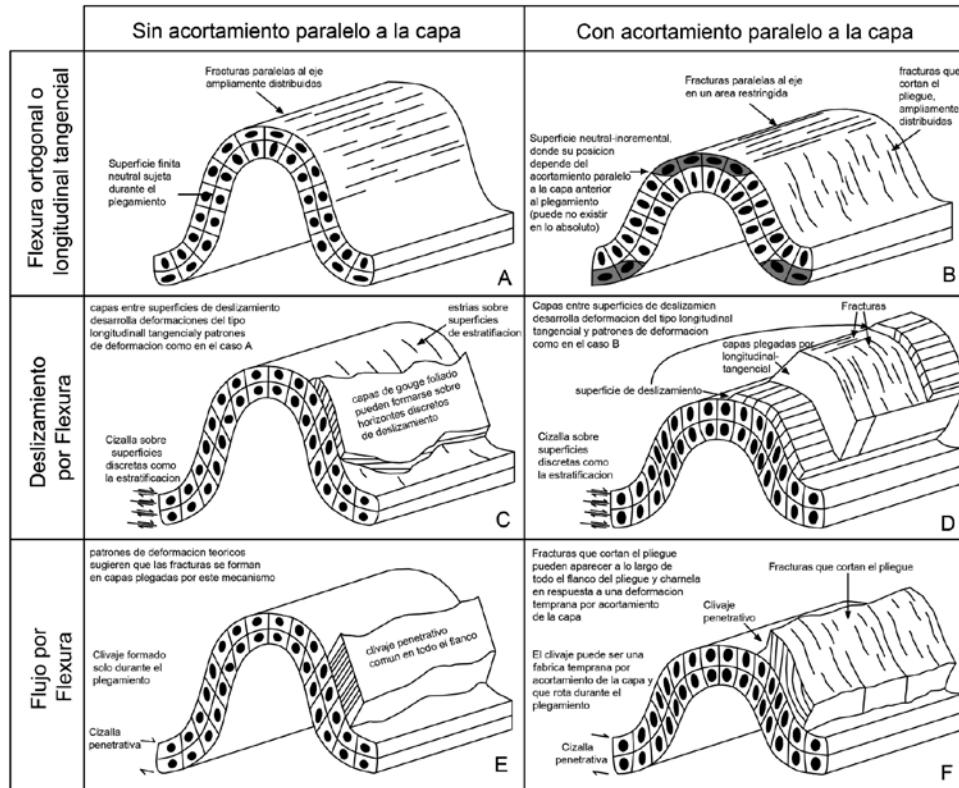 Sin acortamiento paralelo a la capa
Con acortamiento paralelo a la capa
Flexura ortogonal o
longitudinal tangencial
Fracturas paralelas al eje
ampliamente distribuidas
Superficie finita
neutral sujeta
durante el
plegamiento
A
Fracturas paralelas al eje
en un area restringida
fracturas que
cortan el
pliegue,
ampliamente
distribuidas
Superficie neutral-incremental,
donde su posicion
depende del
acortamiento paralelo
a la capa anterior
al plegamiento
(puede no existir
en lo absoluto)
B
Deslizamiento
por Flexura
capas entre superficies de deslizamiento
desarrolla deformaciones del tipo
longitudinall tangencialy patrones
de deformacion como en el caso A
estrias sobre
superficies
de estratifiacion
capas de gouge foliado
pueden formarse sobre
horizontes discretos
de deslizamiento
Cizalla sobre
superficies
discretas como
la estratificacion
C
Capas entre superficies de deslizamien
desarrolla deformacion del tipo longitudinal
tangencial y patrones de deformacion
como en el caso B
Fracturas
capas plegadas por
longitudinal-
tangencial
superficie de deslizamiento
Cizalla sobre
superficies
discretas como
la estratificacion
D
Flujo por
Flexura
patrones de deformacion teoricos
sugieren que las fracturas se forman
en capas plegadas por este mecanismo
Clivaje formado
solo durante el
plegamiento
clivaje penetrativo
comun en todo el flanco
Cizalla
penetrativa
E
Fracturas que cortan el pliegue
pueden aparecer a lo largo de
todo el flanco del pliegue y charnela
en respuesta a una deformacion
temprana por acortamiento
de la capa
Fracturas que cortan el pliegue
Clivaje
penetrativo
El clivaje puede ser una
fabrica temprana por
acortamiento de la capa y
que rota durante el
plegamiento
Cizalla
penetrativa
F